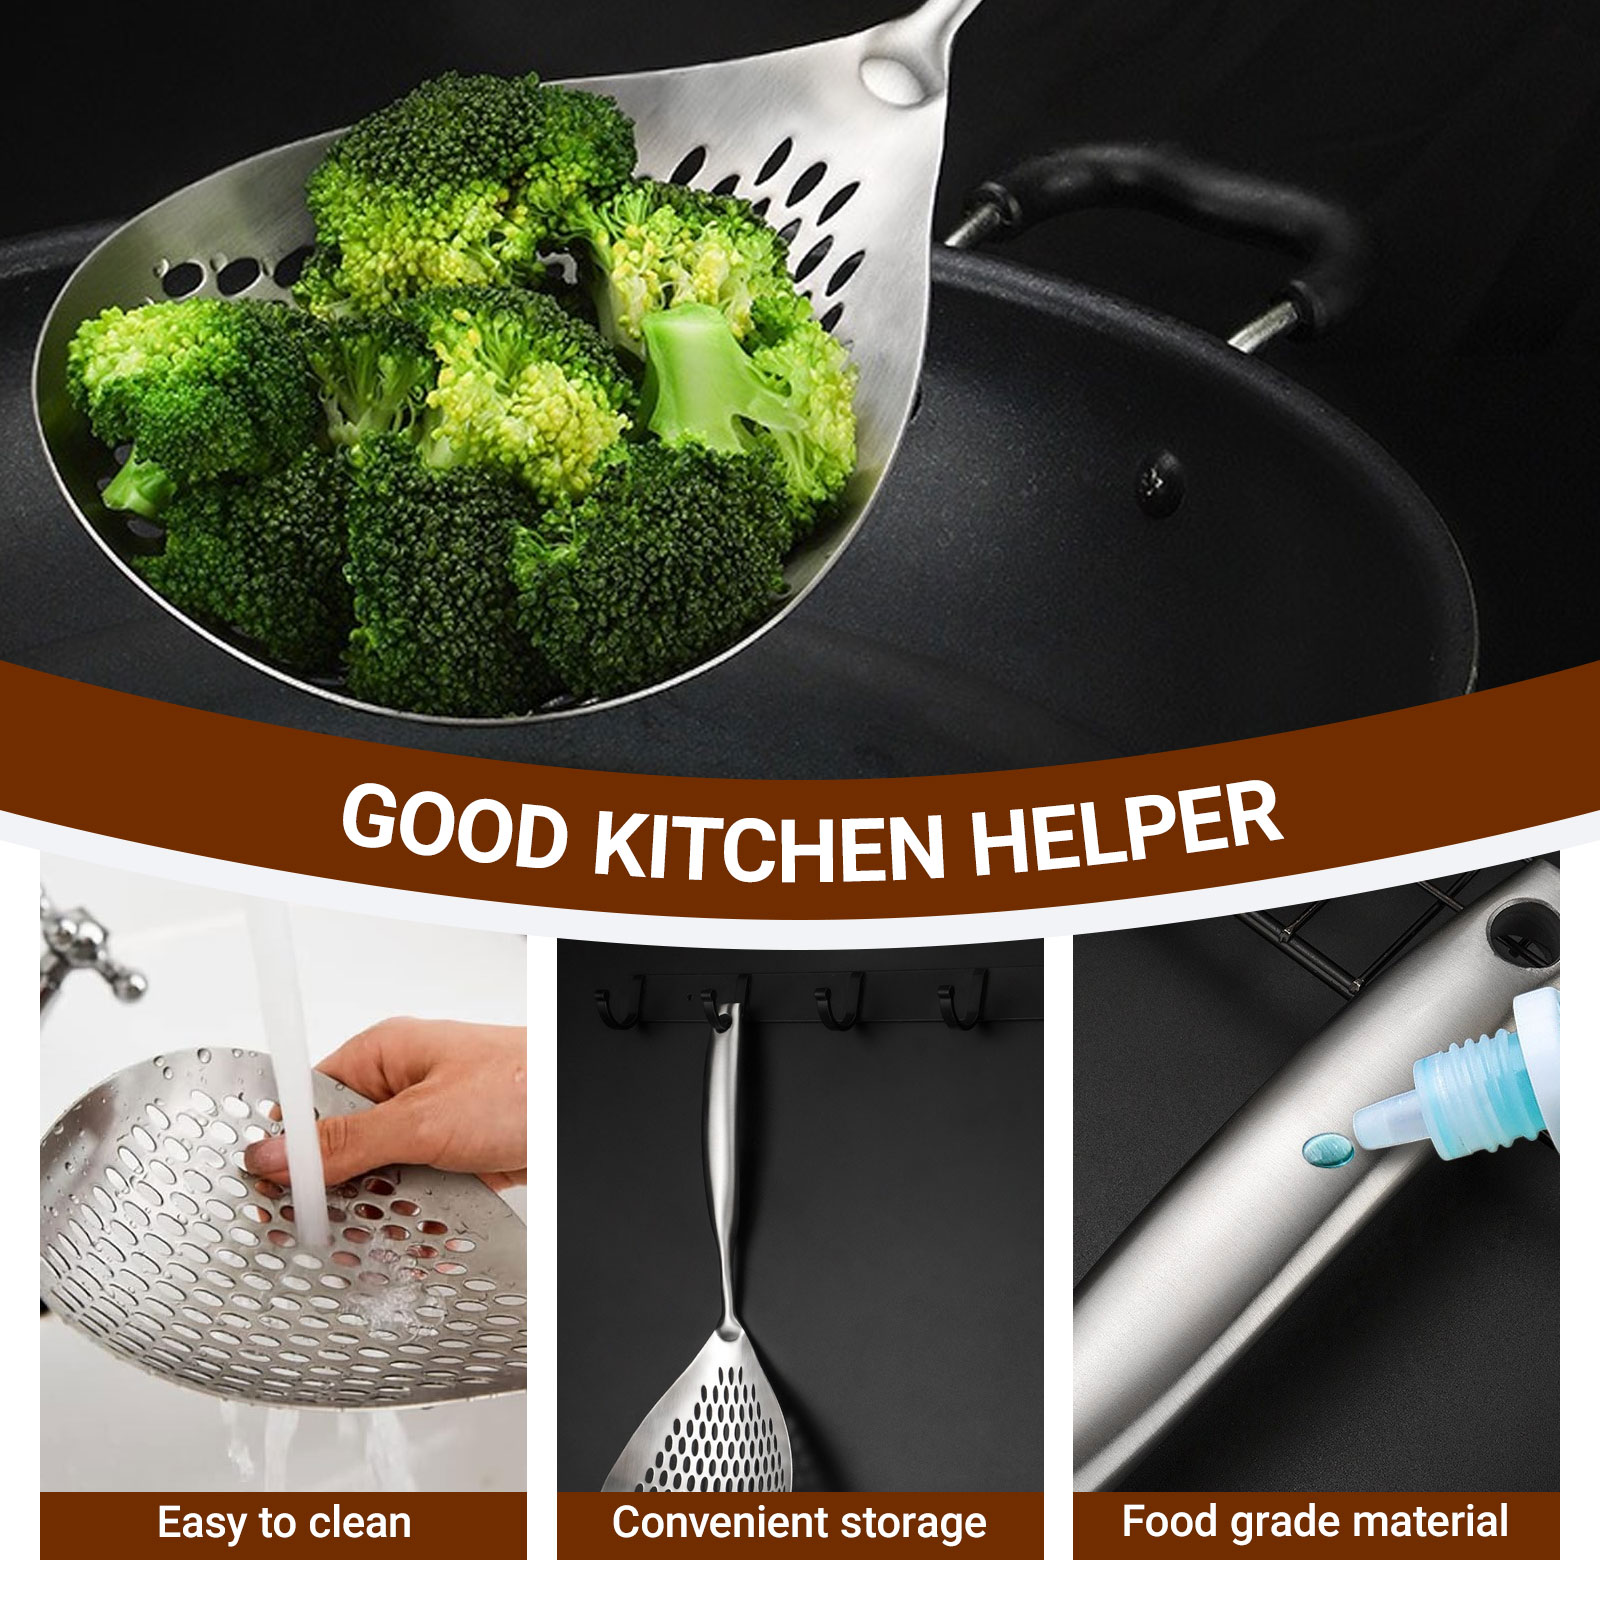 GOOD KITCHEN HELPER
Easy to clean
Convenient storage
Food grade material